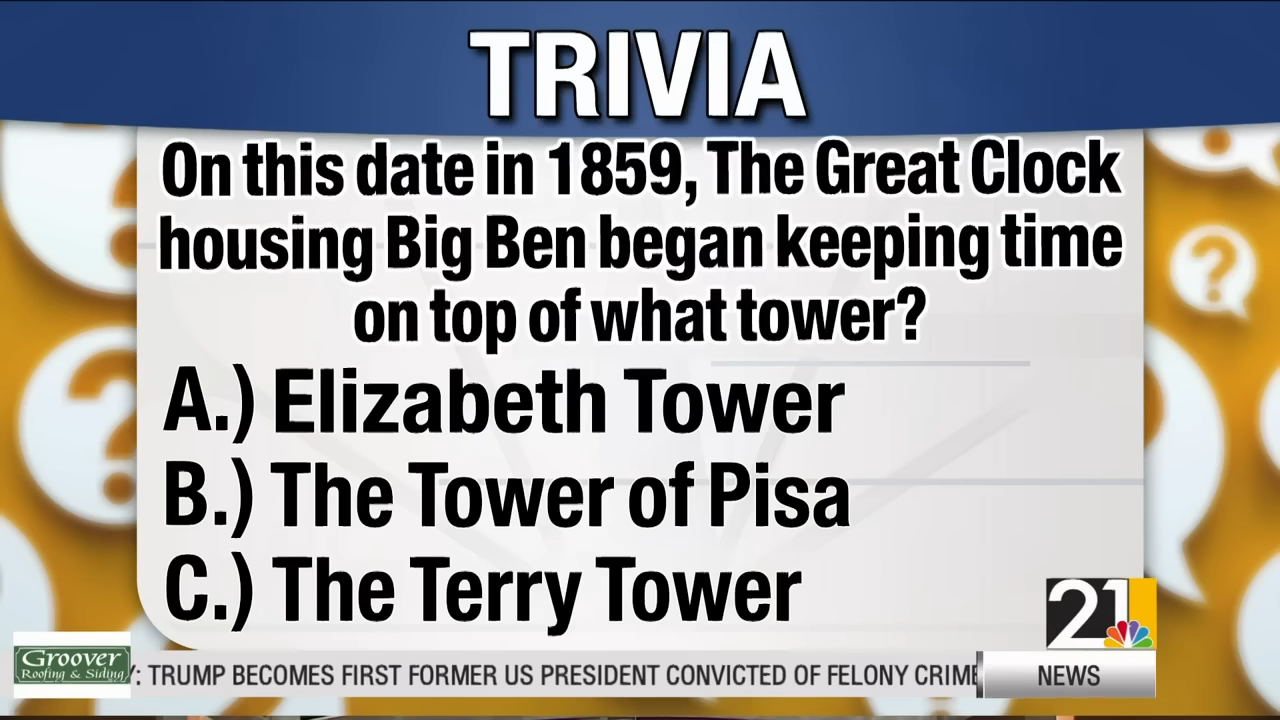 TRIVIA
On this date in 1859, The Great Clock
housing Big Ben began keeping time
on top of what tower?
A.) Elizabeth Tower
B.) The Tower of Pisa
C.) The Terry Tower
21
Groover
Roofing & Siding
: TRUMP BECOMES FIRST FORMER US PRESIDENT CONVICTED OF FELONY CRIME
NEWS